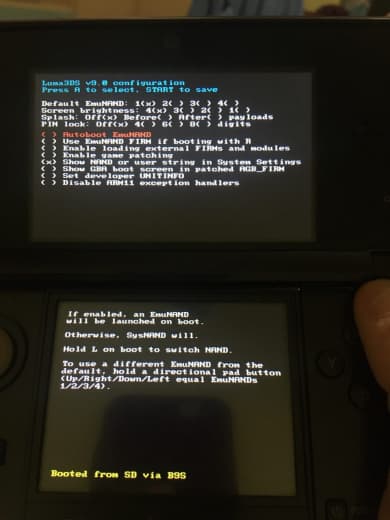 Luma3DS v9.0 configuration
Press A to select, START to save
Default EmuNAND: 1(x) 2( ) 3( ) 4( )
Screen brightness: 4(x) 3( ) 2( ) 1( )
Splash: Off(x) Before( ) After( ) payloads
PIN lock: Off(x) 4( ) 6( ) 8( ) digits
( ) Autoboot EmuNAND
( ) Use EmuNAND FIRM if booting with R
( ) Enable loading external FIRMs and modules
( ) Enable game patching
(x) Show NAND or user string in System Settings
( ) Show GBA boot screen in patched AGB_FIRM
( ) Set developer UNITINFO
( ) Disable ARM11 exception handlers
If enabled, an EmuNAND
will be launched on boot.
Otherwise, SysNAND will.
Hold L on boot to switch NAND.
To use a different EmuNAND from the
default, hold a directional pad button
(Up/Right/Down/Left equal EmuNANDs
1/2/3/4).
Booted from SD via B9S
Y